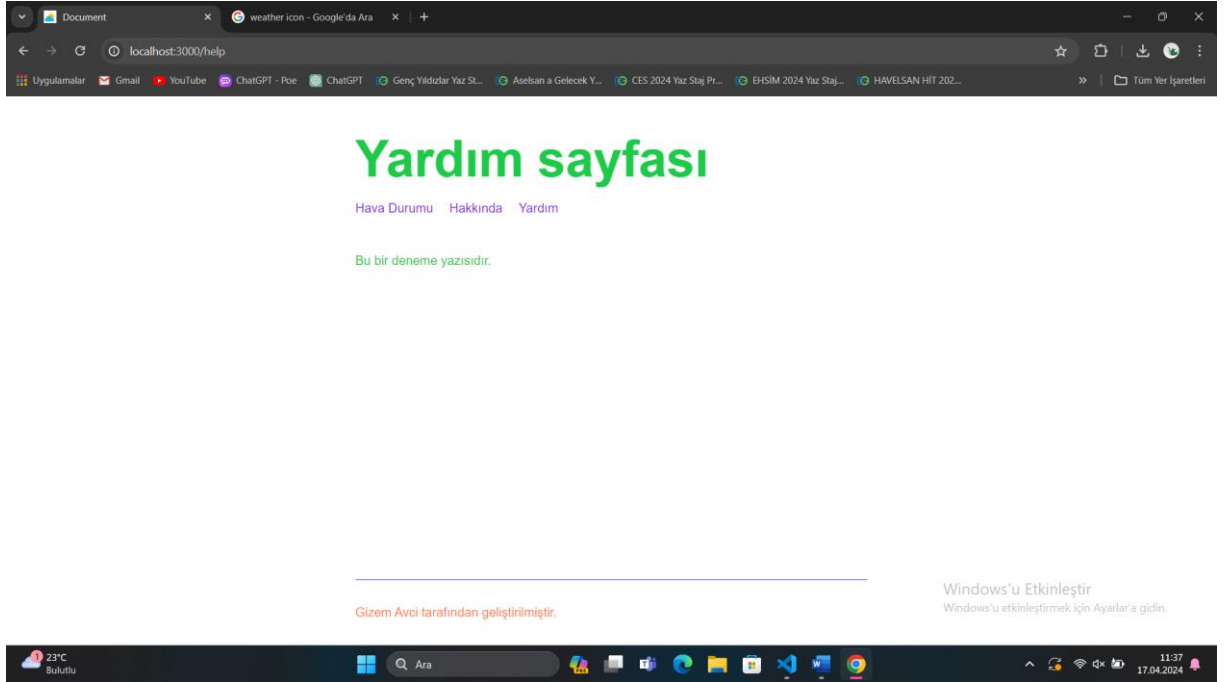 Document
weather icon - Google'da Ara
localhost:3000/help
Uygulamalar Gmail YouTube ChatGPT - Poe ChatGPT Genç Yıldızlar Yaz St... Aselsan a Gelecek Y... CES 2024 Yaz Staj Pr... EHSİM 2024 Yaz Staj... HAVELSAN HİT 202... » Tüm Yer İşaretleri
Yardım sayfası
Hava Durumu Hakkında Yardım
Bu bir deneme yazısıdır.
Windows'u Etkinleştir
Windows'u etkinleştirmek için Ayarlar'a gidin.
Gizem Avci tarafından geliştirilmiştir.
1
23°C
Bulutlu
Ara
11:37
17.04.2024